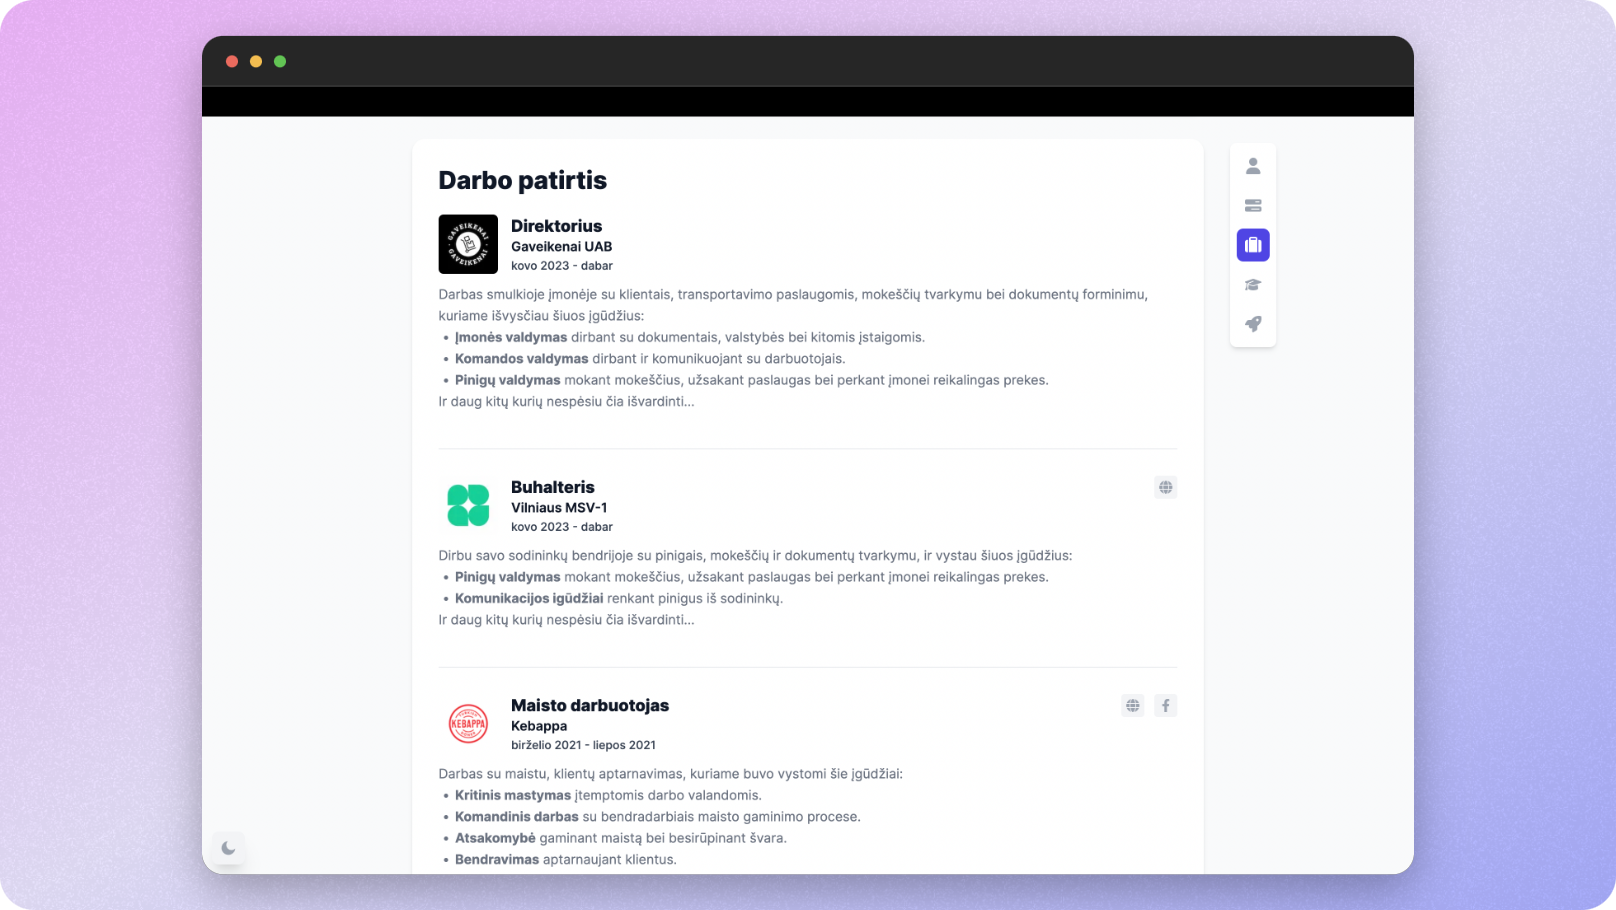 Darbo patirtis
GAVEIKENAI
GAVEIKENAI
Direktorius
Gaveikenai UAB
kovo 2023 - dabar
Darbas smulkioje įmonėje su klientais, transportavimo paslaugomis, mokeščių tvarkymu bei dokumentų forminimu,
kuriame išvysčiau šiuos įgūdžius:
• Įmonės valdymas dirbant su dokumentais, valstybės bei kitomis įstaigomis.
• Komandos valdymas dirbant ir komunikuojant su darbuotojais.
• Pinigų valdymas mokant mokeščius, užsakant paslaugas bei perkant įmonei reikalingas prekes.
Ir daug kitų kurių nespėsiu čia išvardinti...
Buhalteris
Vilniaus MSV-1
kovo 2023 - dabar
Dirbu savo sodininkų bendrijoje su pinigais, mokeščių ir dokumentų tvarkymu, ir vystau šiuos įgūdžius:
• Pinigų valdymas mokant mokeščius, užsakant paslaugas bei perkant įmonei reikalingas prekes.
• Komunikacijos igūdžiai renkant pinigus iš sodininkų.
Ir daug kitų kurių nespėsiu čia išvardinti...
KEBAPPA
Maisto darbuotojas
Kebappa
birželio 2021 - liepos 2021
Darbas su maistu, klientų aptarnavimas, kuriame buvo vystomi šie įgūdžiai:
• Kritinis mastymas įtemptomis darbo valandomis.
• Komandinis darbas su bendradarbiais maisto gaminimo procese.
• Atsakomybė gaminant maistą bei besirūpinant švara.
• Bendravimas aptarnaujant klientus.